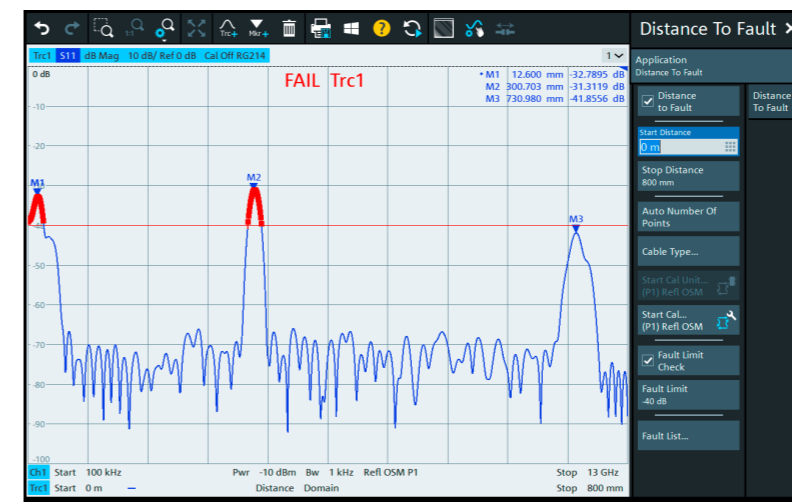 1:1
Trc+
Mkr+
?
Distance To Fault
Trc1 S11 dB Mag 10 dB/ Ref 0 dB Cal Off RG214
1
0 dB
FAIL Trc1
• M1 12.600 mm -32.7895 dB
M2 300.703 mm -31.3119 dB
M3 730.980 mm -41.8556 dB
-10
-20
M1
M2
-40
M3
-50
-60
-70
-80
-90
-100
Ch1 Start 100 kHz Pwr -10 dBm Bw 1 kHz Refl OSM P1 Stop 13 GHz
Trc1 Start 0 m Distance Domain Stop 800 mm
Application
Distance To Fault
Distance
to Fault
Distance
To Fault
Start Distance
0 m
Stop Distance
800 mm
Auto Number Of
Points
Cable Type...
Start Cal Unit...
(P1) Refl OSM
Start Cal...
(P1) Refl OSM
Fault Limit
Check
Fault Limit
-40 dB
Fault List...